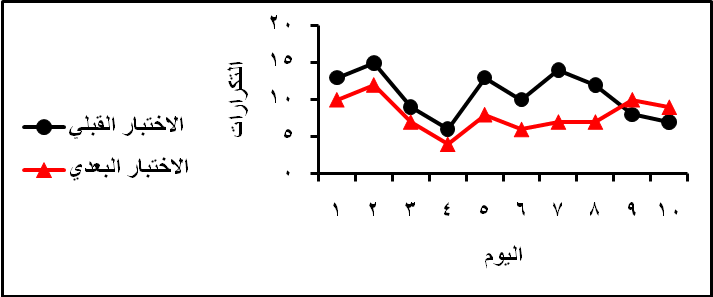 ٢٠
١٥
١٠
٥
٠
التكرارات
١ ٢ ٣ ٤ ٥ ٦ ٧ ٨ ٩ ١٠
اليوم
الاختبار القبلي
الاختبار البعدي